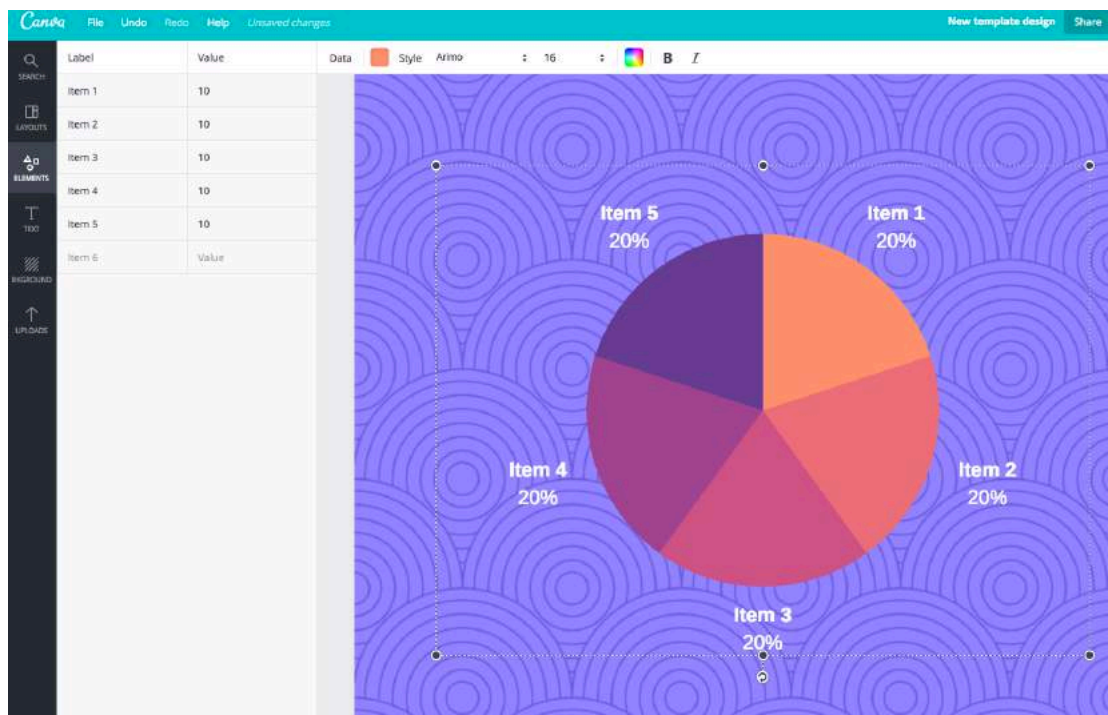 Canva File Undo Redo Help Unsaved changes New template design Share
SEARCH
LAYOUTS
ELEMENTS
TEXT
BKGROUND
UPLOADS
Label Value
Item 1 10
Item 2 10
Item 3 10
Item 4 10
Item 5 10
Item 6 Value
Data Style Arimo 16 B I
Item 5
20%
Item 1
20%
Item 4
20%
Item 2
20%
Item 3
20%